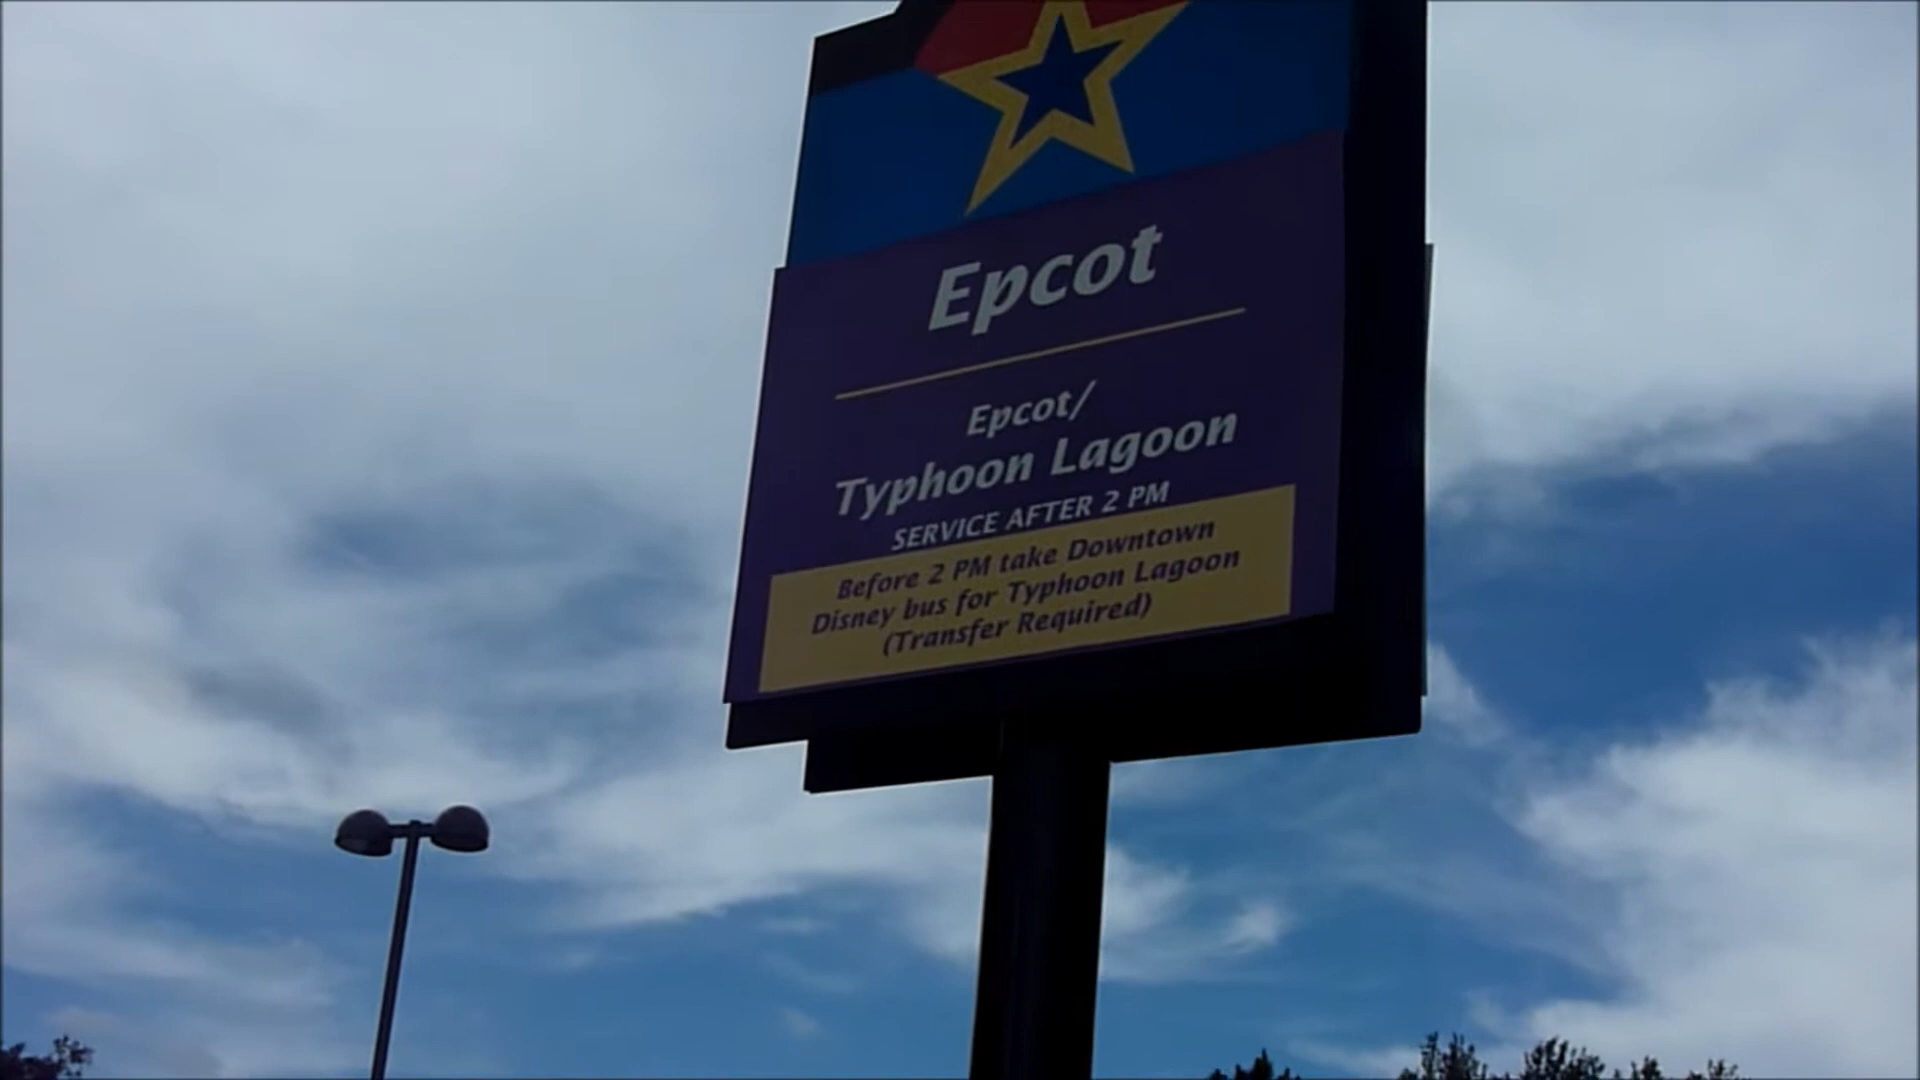 Epcot
Epcot/
Typhoon Lagoon
SERVICE AFTER 2 PM
Before 2 PM take Downtown
Disney bus for Typhoon Lagoon
(Transfer Required)